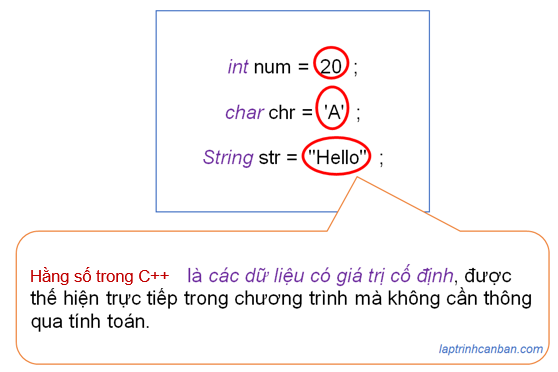 int num = 20 ;
char chr = 'A' ;
String str = "Hello" ;
Hằng số trong C++ là các dữ liệu có giá trị cố định, được
thế hiện trực tiếp trong chương trình mà không cần thông
qua tính toán.
laptrinhcanban.com